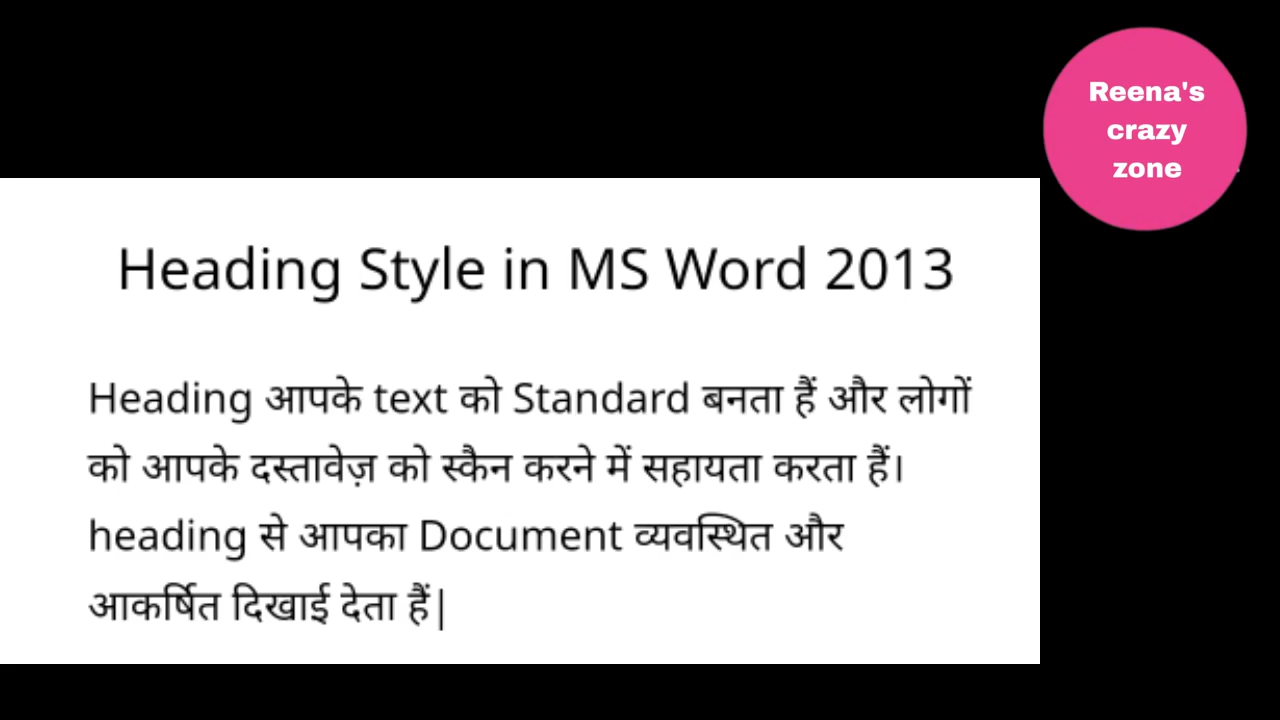 Reena's
crazy
zone
Heading Style in MS Word 2013
Heading आपके text को Standard बनता हैं और लोगों
को आपके दस्तावेज़ को स्कैन करने में सहायता करता हैं।
heading से आपका Document व्यवस्थित और
आकर्षित दिखाई देता हैं|